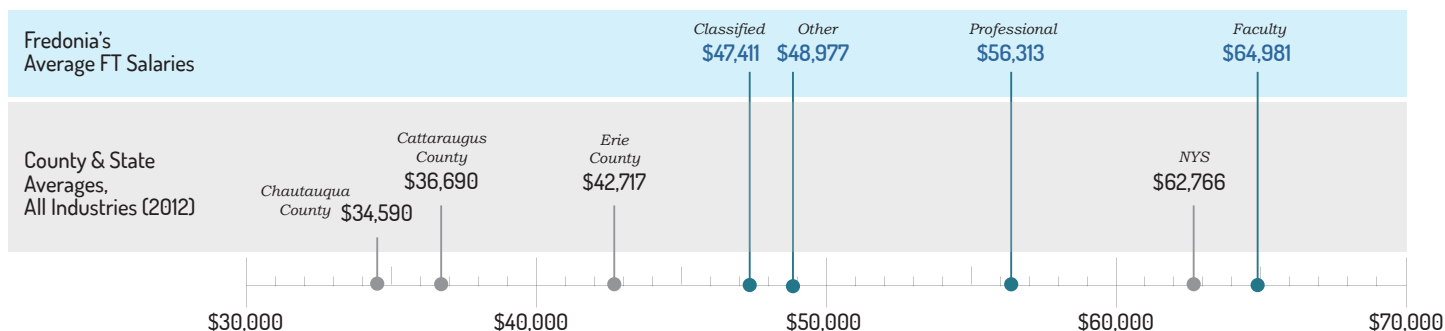 Fredonia's
Average FT Salaries
Classified
$47,411
Other
$48,977
Professional
$56,313
Faculty
$64,981
County & State
Averages,
All Industries (2012)
Chautauqua
County $34,590
Cattaraugus
County
$36,690
Erie
County
$42,717
NYS
$62,766
$30,000 $40,000 $50,000 $60,000 $70,000